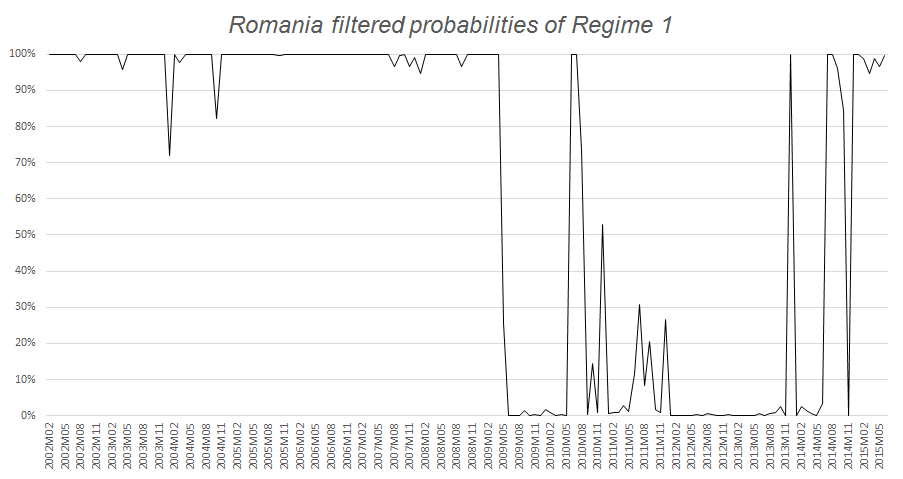 Romania filtered probabilities of Regime 1
100%
90%
80%
70%
60%
50%
40%
30%
20%
10%
0%
2002M02
2002M05
2002M08
2002M11
2003M02
2003M05
2003M08
2003M11
2004M02
2004M05
2004M08
2004M11
2005M02
2005M05
2005M08
2005M11
2006M02
2006M05
2006M08
2006M11
2007M02
2007M05
2007M08
2007M11
2008M02
2008M05
2008M08
2008M11
2009M02
2009M05
2009M08
2009M11
2010M02
2010M05
2010M08
2010M11
2011M02
2011M05
2011M08
2011M11
2012M02
2012M05
2012M08
2012M11
2013M02
2013M05
2013M08
2013M11
2014M02
2014M05
2014M08
2014M11
2015M02
2015M05